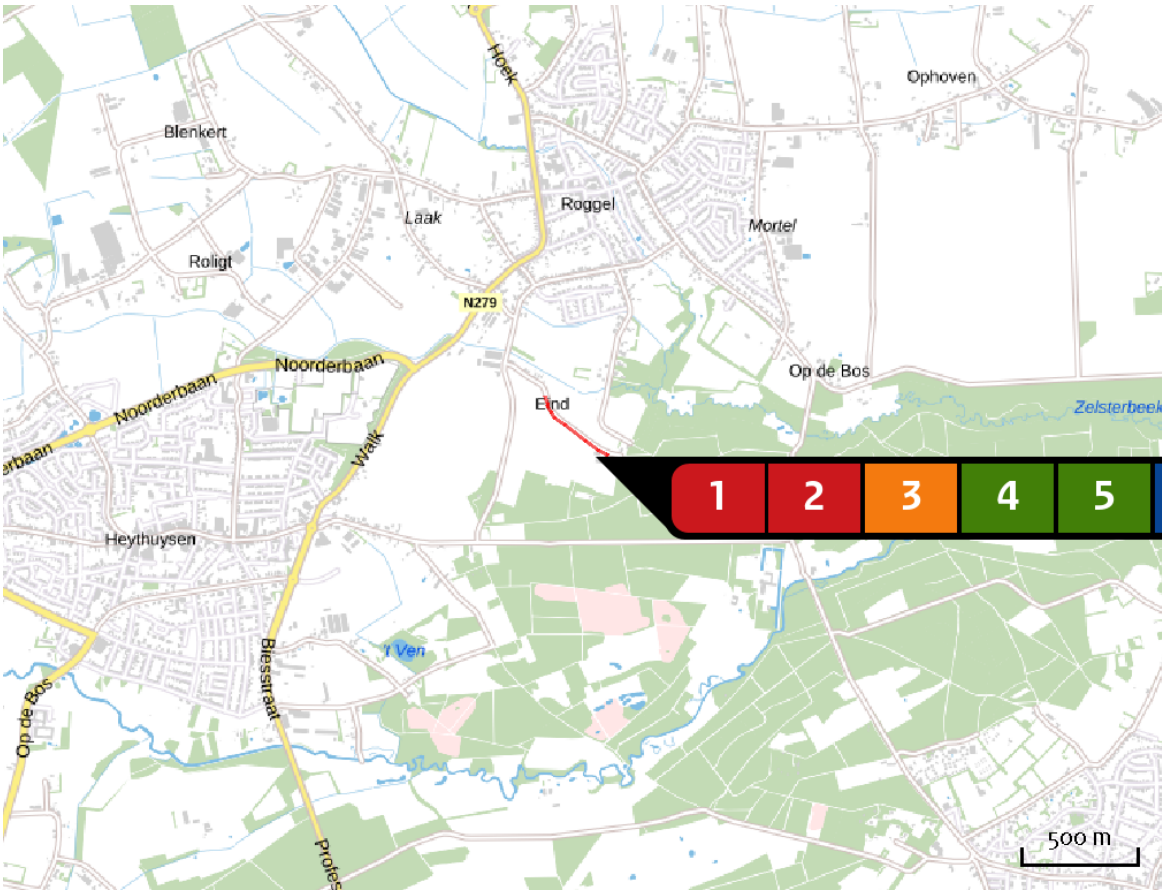 Hoek
Ophoven
Blenkert
Roggel
Laak
Mortel
Roligt
N279
Noorderbaan
Op de Bos
Noorderbaan
Eind
Zelsterbeek
erbaan
Walk
1 2 3 4 5
Heythuysen
't Ven
Biesstraat
Op de Bos
500 m
Profes